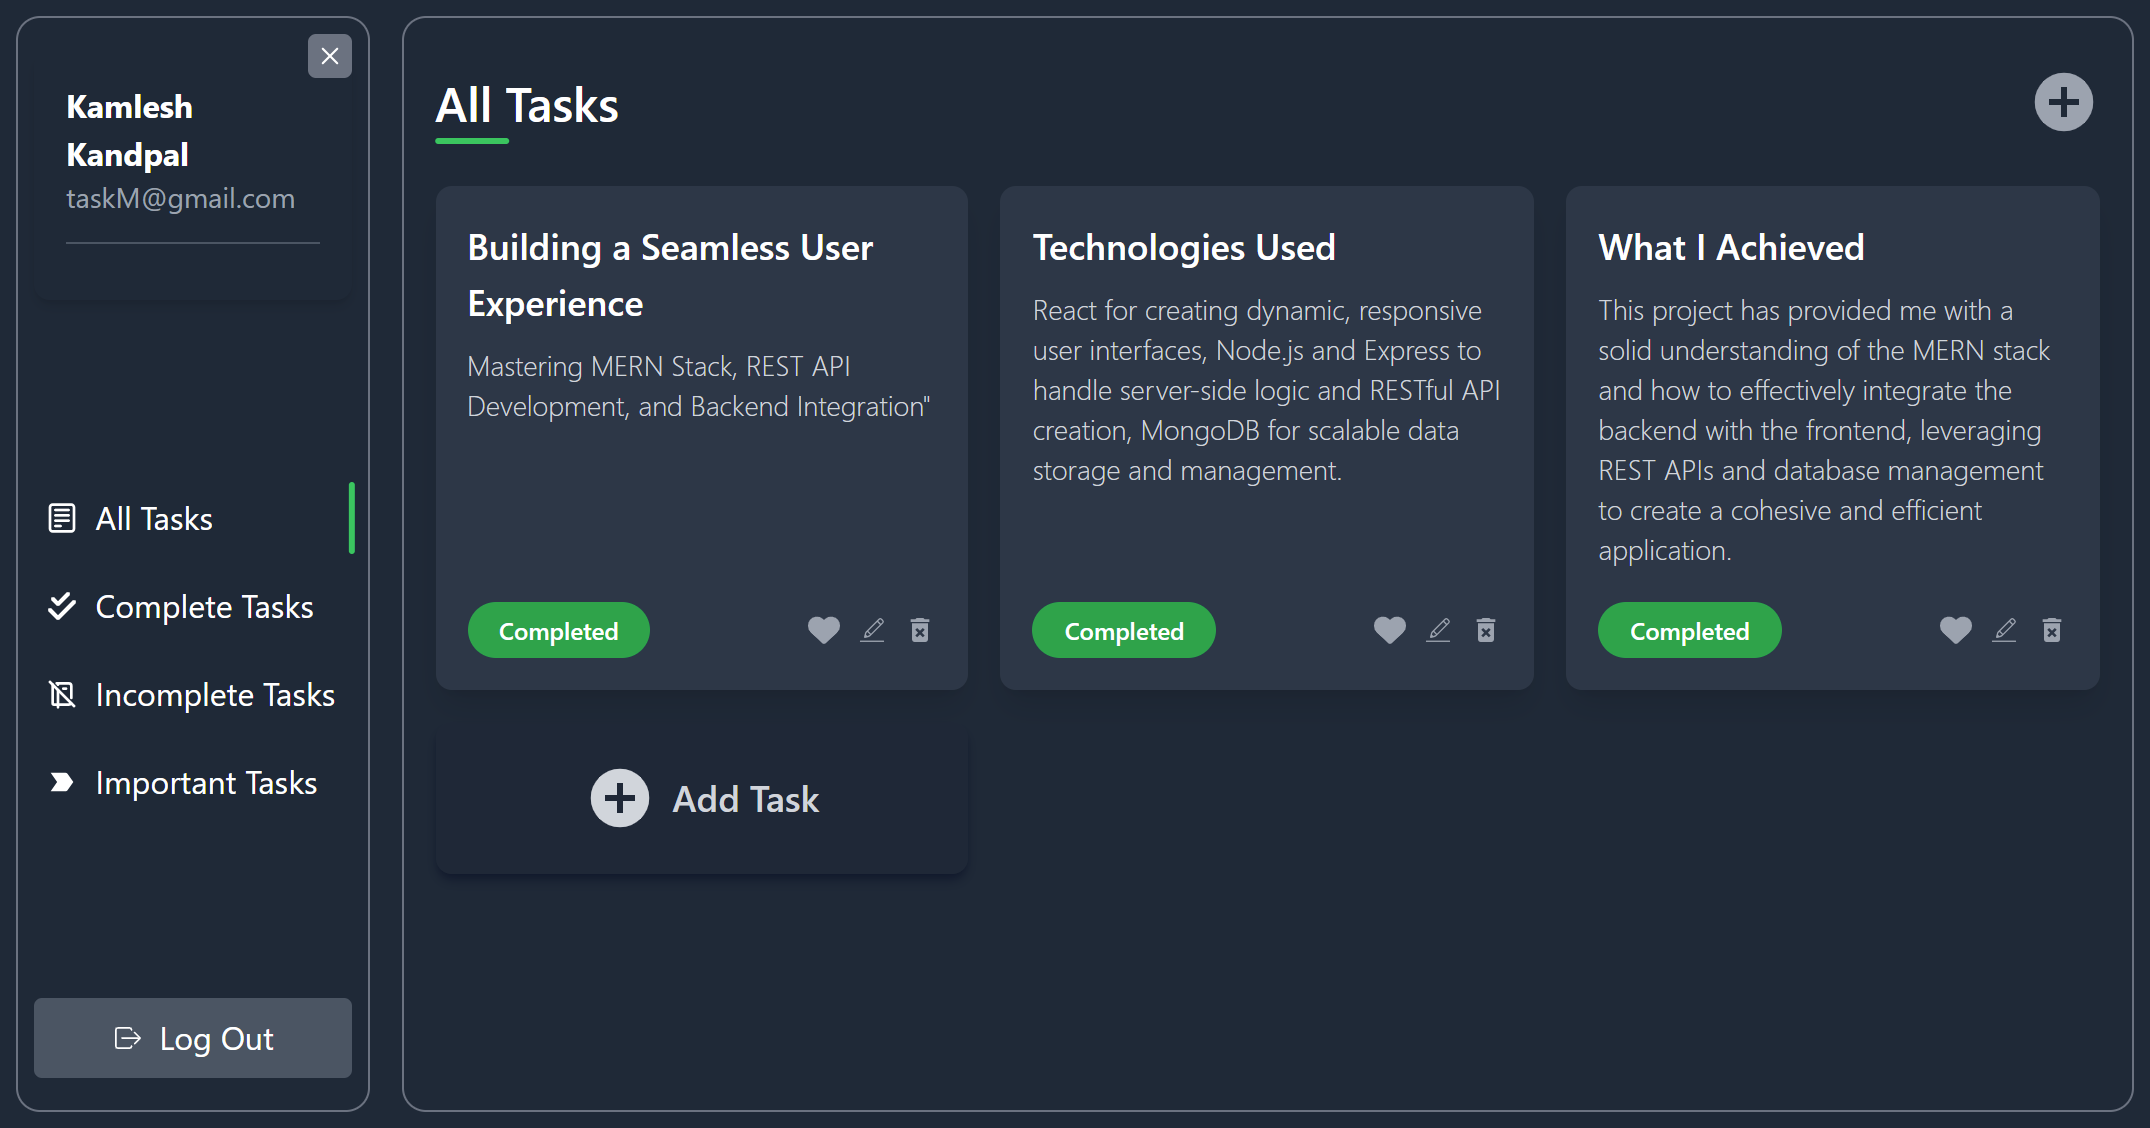 Kamlesh
Kandpal
taskM@gmail.com
All Tasks
Complete Tasks
Incomplete Tasks
Important Tasks
Log Out
All Tasks
Building a Seamless User
Experience
Mastering MERN Stack, REST API
Development, and Backend Integration"
Completed
Technologies Used
React for creating dynamic, responsive
user interfaces, Node.js and Express to
handle server-side logic and RESTful API
creation, MongoDB for scalable data
storage and management.
Completed
What I Achieved
This project has provided me with a
solid understanding of the MERN stack
and how to effectively integrate the
backend with the frontend, leveraging
REST APIs and database management
to create a cohesive and efficient
application.
Completed
Add Task